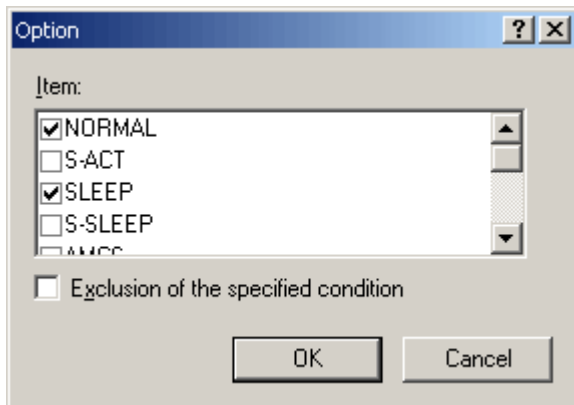 Option
Item:
NORMAL
S-ACT
SLEEP
S-SLEEP
Exclusion of the specified condition
OK Cancel